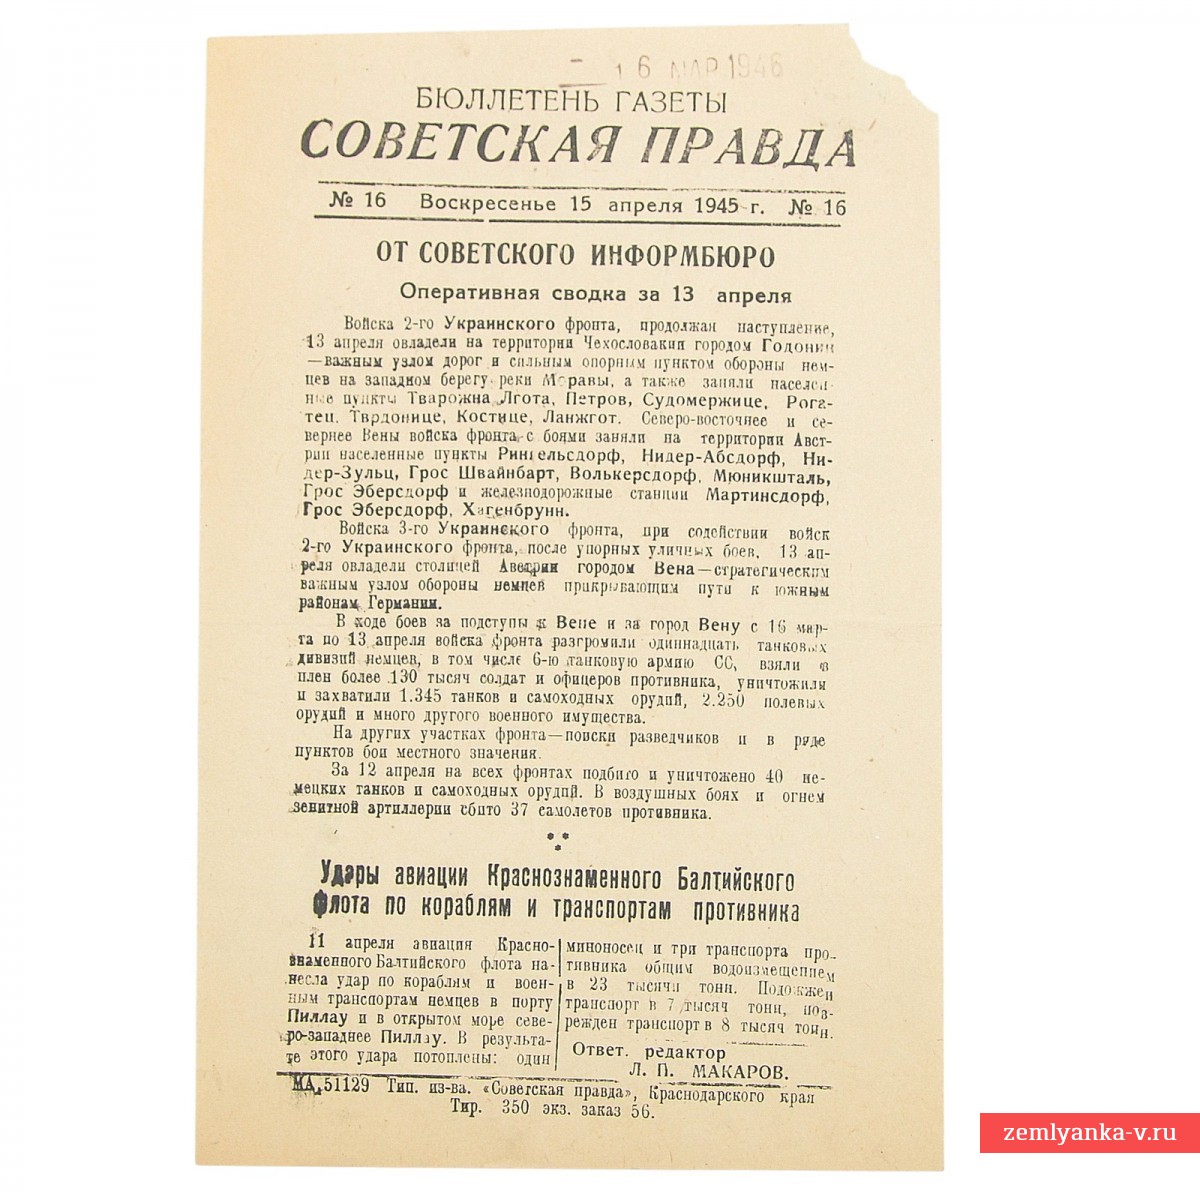 16 МАР 1946
БЮЛЛЕТЕНЬ ГАЗЕТЫ
СОВЕТСКАЯ ПРАВДА
№ 16 Воскресенье 15 апреля 1945 г. № 16
ОТ СОВЕТСКОГО ИНФОРМБЮРО
Оперативная сводка за 13 апреля
Войска 2-го Украинского фронта, продолжая наступление,
13 апреля овладели на территории Чехословакии городом Годонин
—важным узлом дорог и сильным опорным пунктом обороны нем-
цев на западном берегу реки Моравы, а также заняли населен-
ные пункты Тварожна Лгота, Петров, Судомержице, Рога-
тец, Тврдонице, Костице, Ланжгот. Северо-восточнее и се-
вернее Вены войска фронта с боями заняли на территории Авст-
рии населенные пункты Рингельсдорф, Нидер-Абсдорф, Ни-
дер-Зульц, Грос Швайнбарт, Волькерсдорф, Мюникшталь,
Грос Эберсдорф и железнодорожные станции Мартинсдорф,
Грос Эберсдорф, Хагенбрунн.
Войска 3-го Украинского фронта, при содействии войск
2-го Украинского фронта, после упорных уличных боев, 13 ап-
реля овладели столицей Австрии городом Вена—стратегическим
важным узлом обороны немцев прикрывающим пути к южным
районам Германии.
В ходе боев за подступы к Вене и за город Вену с 16 мар-
та по 13 апреля войска фронта разгромили одиннадцать танковых
дивизий немцев, в том числе 6-ю танковую армию СС, взяли в
плен более 130 тысяч солдат и офицеров противника, уничтожили
и захватили 1.345 танков и самоходных орудий, 2.250 полевых
орудий и много другого военного имущества.
На других участках фронта—поиски разведчиков и в ряде
пунктов бои местного значения.
За 12 апреля на всех фронтах подбито и уничтожено 40 не-
мецких танков и самоходных орудий. В воздушных боях и огнем
зенитной артиллерии сбито 37 самолетов противника.
* * *
Удары авиации Краснознаменного Балтийского
флота по кораблям и транспортам противника
11 апреля авиация Красно-
знаменного Балтийского флота на-
несла удар по кораблям и воен-
ным транспортам немцев в порту
Пиллау и в открытом море севе-
ро-западнее Пиллау. В результа-
те этого удара потоплены: один
миноносец и три транспорта про-
тивника общим водоизмещением
в 23 тысячи тонн. Подожжен
транспорт в 7 тысяч тонн, пов-
режден транспорт в 8 тысяч тонн.
Ответ. редактор
Л. П. МАКАРОВ.
МА 51129 Тип. из-ва. «Советская правда», Краснодарского края
Тир. 350 экз. заказ 56.
zemlyanka-v.ru